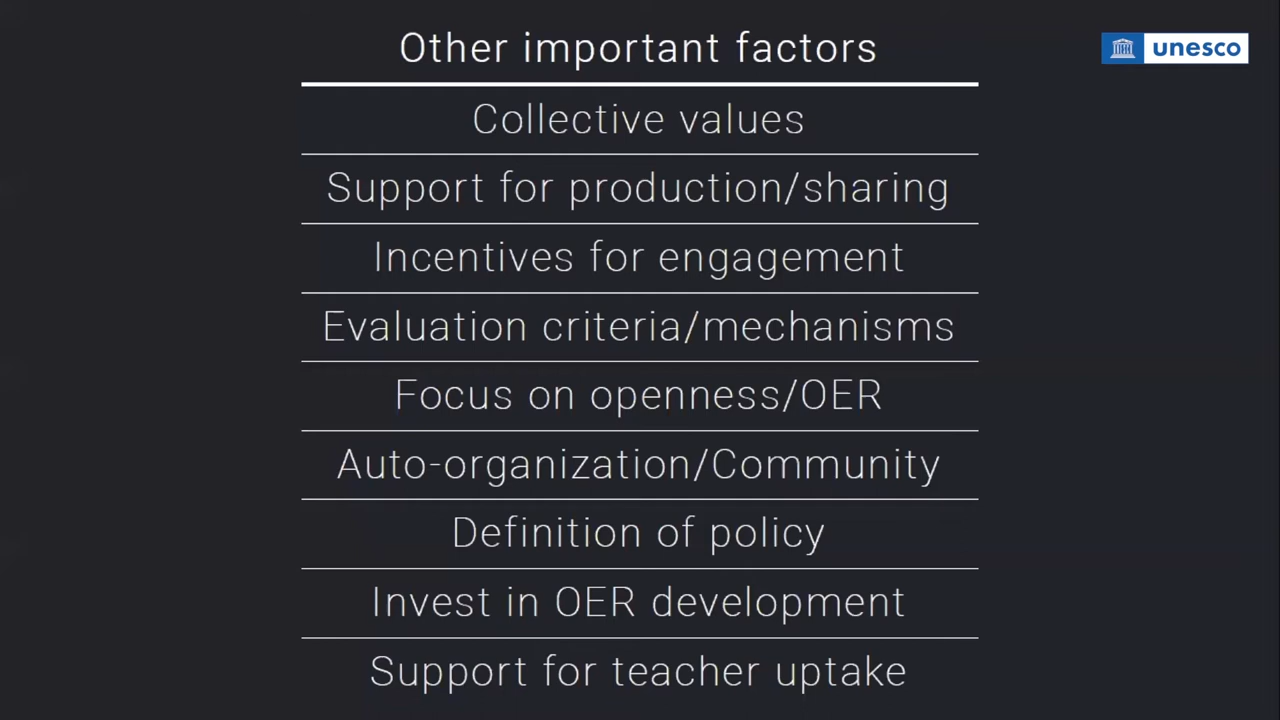 Other important factors
unesco
Collective values
Support for production/sharing
Incentives for engagement
Evaluation criteria/mechanisms
Focus on openness/OER
Auto-organization/Community
Definition of policy
Invest in OER development
Support for teacher uptake